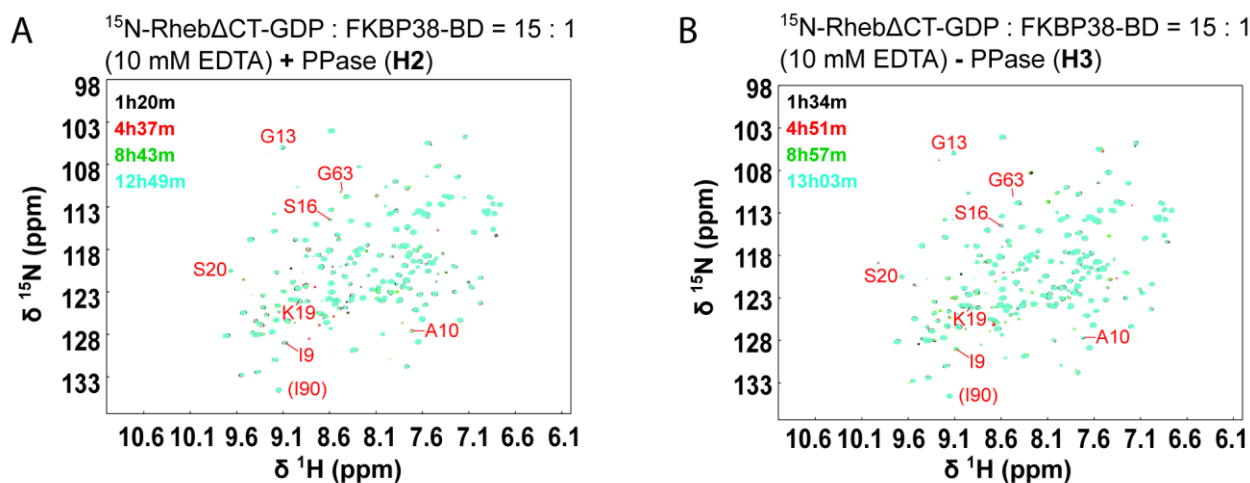 A
¹⁵N-RhebΔCT-GDP : FKBP38-BD = 15 : 1
(10 mM EDTA) + PPase (H2)
98
103
108
113
118
123
128
133
δ ¹⁵N (ppm)
1h20m
4h37m
8h43m
12h49m
G13
G63
S16
S20
K19
A10
I9
(I90)
10.6 10.1 9.6 9.1 8.6 8.1 7.6 7.1 6.6 6.1
δ ¹H (ppm)
B
¹⁵N-RhebΔCT-GDP : FKBP38-BD = 15 : 1
(10 mM EDTA) - PPase (H3)
98
103
108
113
118
123
128
133
δ ¹⁵N (ppm)
1h34m
4h51m
8h57m
13h03m
G13
G63
S16
S20
K19
A10
I9
(I90)
10.6 10.1 9.6 9.1 8.6 8.1 7.6 7.1 6.6 6.1
δ ¹H (ppm)